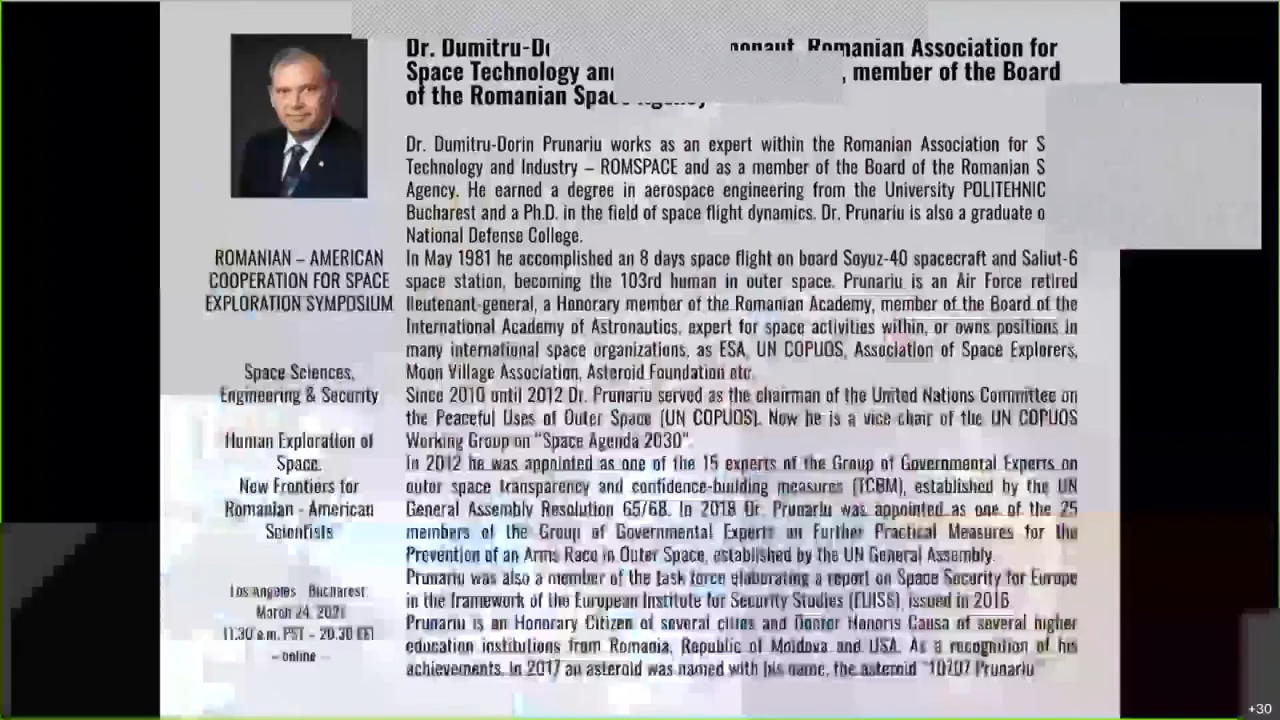 Dr. Dumitru-Do
nonaut, Romanian Association for
Space Technology and , member of the Board
of the Romanian Space Agency
Dr. Dumitru-Dorin Prunariu works as an expert within the Romanian Association for S
Technology and Industry – ROMSPACE and as a member of the Board of the Romanian S
Agency. He earned a degree in aerospace engineering from the University POLITEHNIC
Bucharest and a Ph.D. in the field of space flight dynamics. Dr. Prunariu is also a graduate o
National Defense College.
In May 1981 he accomplished an 8 days space flight on board Soyuz-40 spacecraft and Saliut-6
space station, becoming the 103rd human in outer space. Prunariu is an Air Force retired
lieutenant-general, a Honorary member of the Romanian Academy, member of the Board of the
International Academy of Astronautics, expert for space activities within, or owns positions in
many international space organizations, as ESA, UN COPUOS, Association of Space Explorers,
Moon Village Association, Asteroid Foundation etc.
Since 2010 until 2012 Dr. Prunariu served as the chairman of the United Nations Committee on
the Peaceful Uses of Outer Space (UN COPUOS). Now he is a vice chair of the UN COPUOS
Working Group on "Space Agenda 2030".
In 2012 he was appointed as one of the 15 experts of the Group of Governmental Experts on
outer space transparency and confidence-building measures (TCBM), established by the UN
General Assembly Resolution 65/68. In 2018 Dr. Prunariu was appointed as one of the 25
members of the Group of Governmental Experts on Further Practical Measures for the
Prevention of an Arms Race in Outer Space, established by the UN General Assembly.
Prunariu was also a member of the task force elaborating a report on Space Security for Europe
in the framework of the European Institute for Security Studies (EUISS), issued in 2016.
Prunariu is an Honorary Citizen of several cities and Doctor Honoris Causa of several higher
education institutions from Romania, Republic of Moldova and USA. As a recognition of his
achievements, in 2017 an asteroid was named with his name, the asteroid "10707 Prunariu"
ROMANIAN – AMERICAN
COOPERATION FOR SPACE
EXPLORATION SYMPOSIUM
Space Sciences,
Engineering & Security
Human Exploration of
Space.
New Frontiers for
Romanian - American
Scientists
Los Angeles Bucharest
March 24, 2021
11.30 a.m. PST – 20.30 EET
– online –
+30